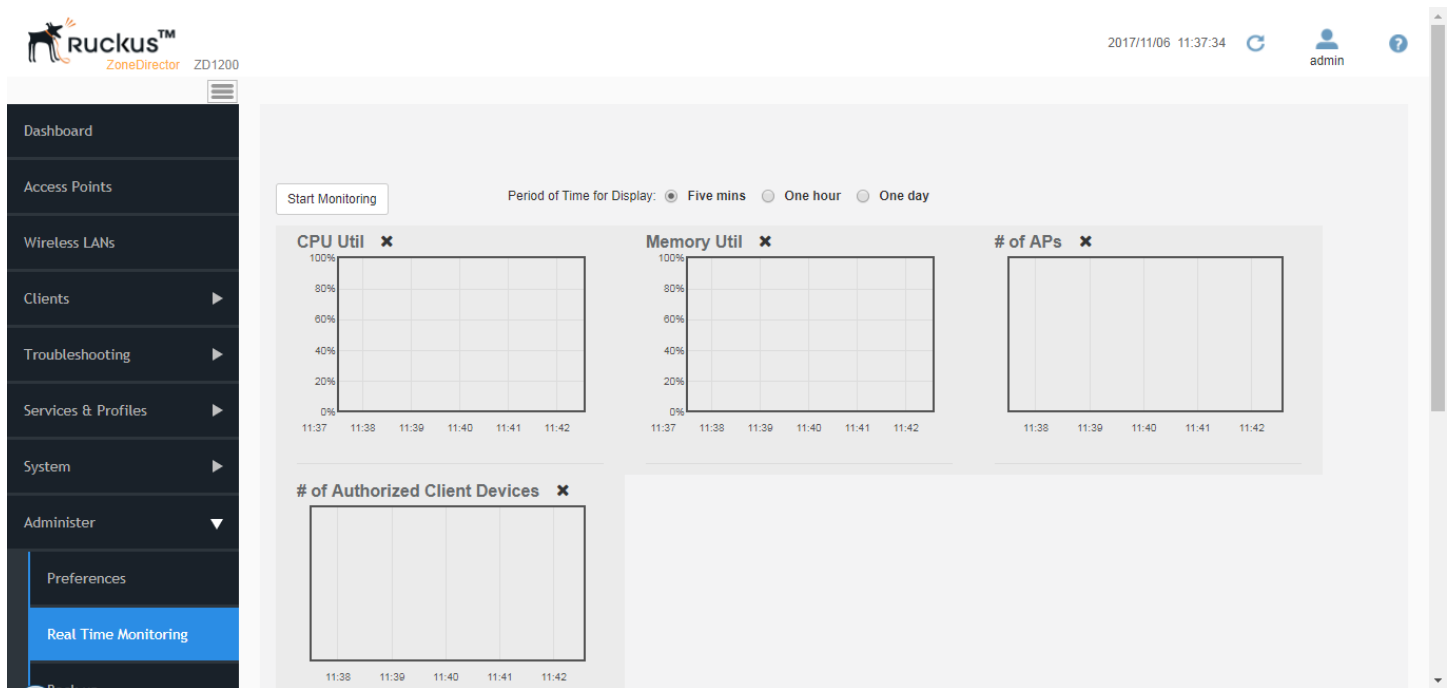 Ruckus™
ZoneDirector ZD1200
2017/11/06 11:37:34
admin
?
Dashboard
Access Points
Wireless LANs
Clients
Troubleshooting
Services & Profiles
System
Administer
Preferences
Real Time Monitoring
Start Monitoring
Period of Time for Display: Five mins One hour One day
CPU Util
100%
80%
60%
40%
20%
0%
11:37 11:38 11:39 11:40 11:41 11:42
Memory Util
100%
80%
60%
40%
20%
0%
11:37 11:38 11:39 11:40 11:41 11:42
# of APs
11:38 11:39 11:40 11:41 11:42
# of Authorized Client Devices
11:38 11:39 11:40 11:41 11:42